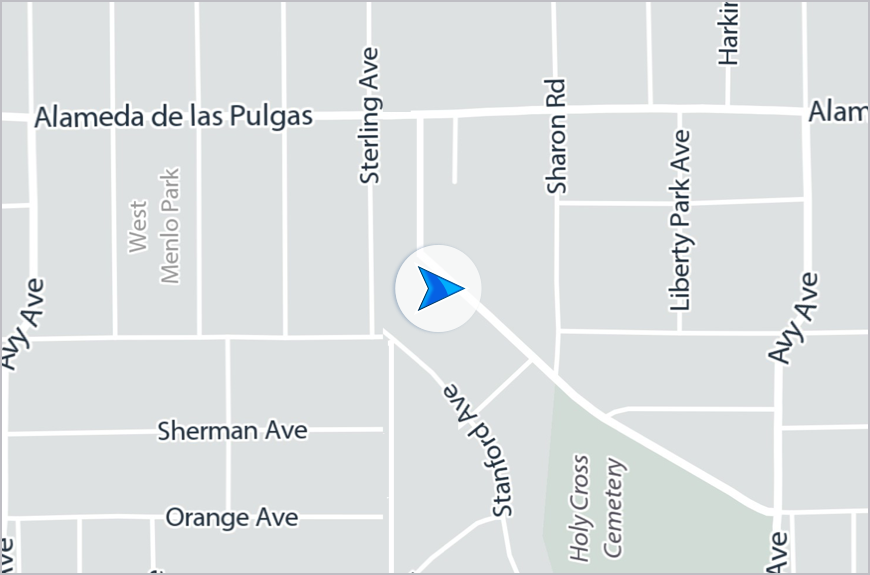 Harkin
Alameda de las Pulgas
Sterling Ave
Sharon Rd
Alam
Liberty Park Ave
West
Menlo Park
Avy Ave
Avy Ave
Stanford Ave
Sherman Ave
Holy Cross
Cemetery
Orange Ave
Ave
ve